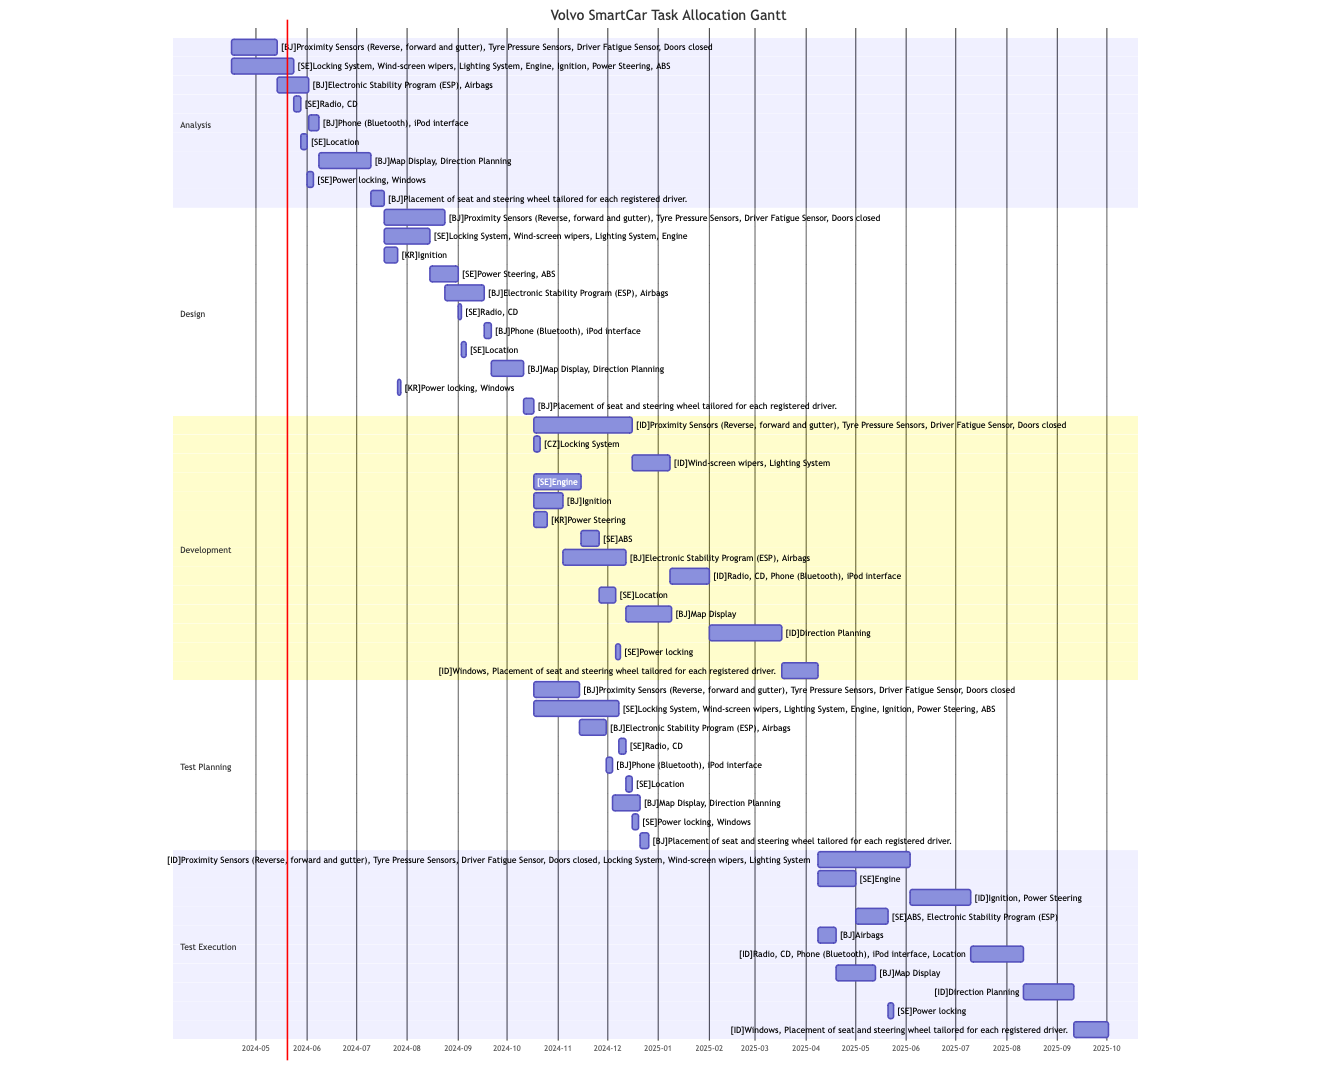 Volvo SmartCar Task Allocation Gantt
Analysis
[BJ]Proximity Sensors (Reverse, forward and gutter), Tyre Pressure Sensors, Driver Fatigue Sensor, Doors closed
[SE]Locking System, Wind-screen wipers, Lighting System, Engine, Ignition, Power Steering, ABS
[BJ]Electronic Stability Program (ESP), Airbags
[SE]Radio, CD
[BJ]Phone (Bluetooth), iPod interface
[SE]Location
[BJ]Map Display, Direction Planning
[SE]Power locking, Windows
[BJ]Placement of seat and steering wheel tailored for each registered driver.
Design
[BJ]Proximity Sensors (Reverse, forward and gutter), Tyre Pressure Sensors, Driver Fatigue Sensor, Doors closed
[SE]Locking System, Wind-screen wipers, Lighting System, Engine
[KR]Ignition
[SE]Power Steering, ABS
[BJ]Electronic Stability Program (ESP), Airbags
[SE]Radio, CD
[BJ]Phone (Bluetooth), iPod interface
[SE]Location
[BJ]Map Display, Direction Planning
[KR]Power locking, Windows
[BJ]Placement of seat and steering wheel tailored for each registered driver.
Development
[ID]Proximity Sensors (Reverse, forward and gutter), Tyre Pressure Sensors, Driver Fatigue Sensor, Doors closed
[CZ]Locking System
[ID]Wind-screen wipers, Lighting System
[SE]Engine
[BJ]Ignition
[KR]Power Steering
[SE]ABS
[BJ]Electronic Stability Program (ESP), Airbags
[ID]Radio, CD, Phone (Bluetooth), iPod interface
[SE]Location
[BJ]Map Display
[ID]Direction Planning
[SE]Power locking
[ID]Windows, Placement of seat and steering wheel tailored for each registered driver.
Test Planning
[BJ]Proximity Sensors (Reverse, forward and gutter), Tyre Pressure Sensors, Driver Fatigue Sensor, Doors closed
[SE]Locking System, Wind-screen wipers, Lighting System, Engine, Ignition, Power Steering, ABS
[BJ]Electronic Stability Program (ESP), Airbags
[SE]Radio, CD
[BJ]Phone (Bluetooth), iPod interface
[SE]Location
[BJ]Map Display, Direction Planning
[SE]Power locking, Windows
[BJ]Placement of seat and steering wheel tailored for each registered driver.
Test Execution
[ID]Proximity Sensors (Reverse, forward and gutter), Tyre Pressure Sensors, Driver Fatigue Sensor, Doors closed, Locking System, Wind-screen wipers, Lighting System
[SE]Engine
[ID]Ignition, Power Steering
[SE]ABS, Electronic Stability Program (ESP)
[BJ]Airbags
[ID]Radio, CD, Phone (Bluetooth), iPod interface, Location
[BJ]Map Display
[ID]Direction Planning
[SE]Power locking
[ID]Windows, Placement of seat and steering wheel tailored for each registered driver.
2024-05 2024-06 2024-07 2024-08 2024-09 2024-10 2024-11 2024-12 2025-01 2025-02 2025-03 2025-04 2025-05 2025-06 2025-07 2025-08 2025-09 2025-10